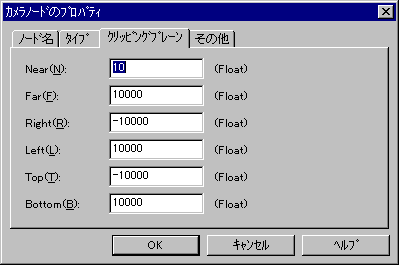 カメラノードのプロパティ
ノード名 ﾀｲﾌﾟ ｸﾘｯﾋﾟﾝｸﾞﾌﾟﾚｰﾝ その他
Near(N): 10 (Float)
Far(F): 10000 (Float)
Right(R): -10000 (Float)
Left(L): 10000 (Float)
Top(T): -10000 (Float)
Bottom(B): 10000 (Float)
OK ｷｬﾝｾﾙ ﾍﾙﾌﾟ